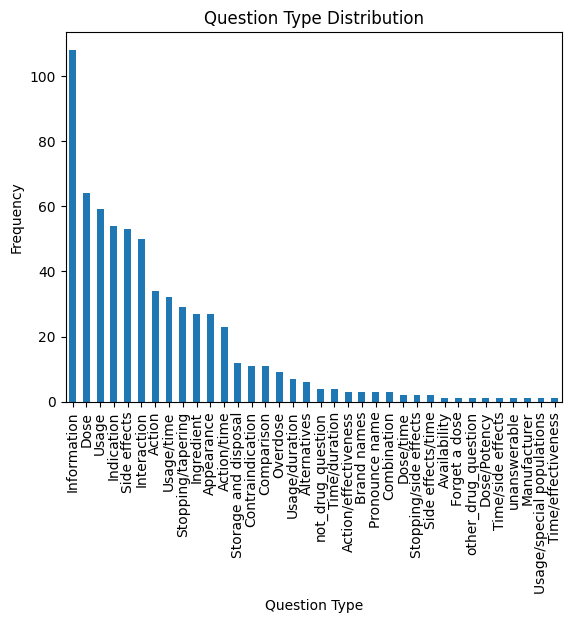 Question Type Distribution
100
80
60
40
20
0
Frequency
Information
Dose
Usage
Indication
Side effects
Interaction
Action
Usage/time
Stopping/tapering
Ingredient
Appearance
Action/time
Storage and disposal
Contraindication
Comparison
Overdose
Usage/duration
Alternatives
not_drug_question
Time/duration
Action/effectiveness
Brand names
Pronounce name
Combination
Dose/time
Stopping/side effects
Side effects/time
Availability
Forget a dose
other_drug_question
Dose/Potency
Time/side effects
unanswerable
Manufacturer
Usage/special populations
Time/effectiveness
Question Type